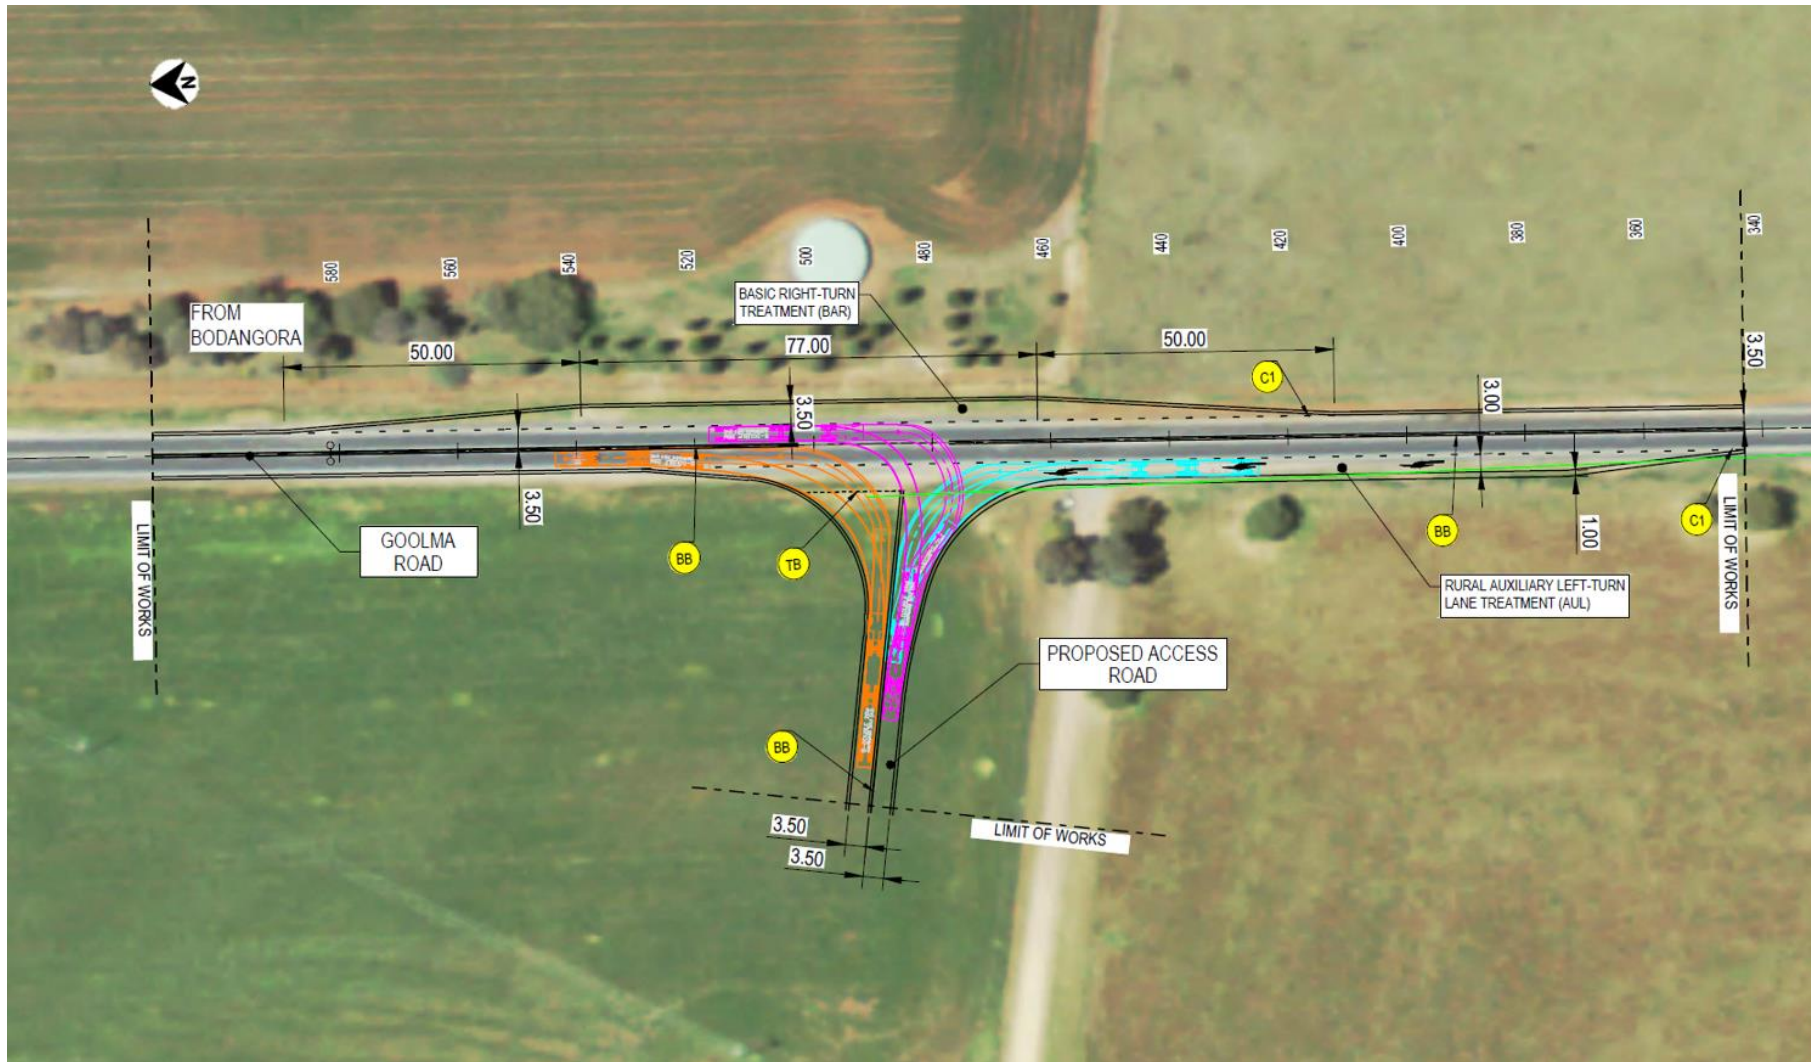 N
FROM
BODANGORA
580
560
540
520
500
480
460
440
420
400
380
360
340
BASIC RIGHT-TURN
TREATMENT (BAR)
50.00
77.00
50.00
C1
3.50
3.00
3.50
3.50
1.00
LIMIT OF WORKS
GOOLMA
ROAD
BB
TB
BB
C1
LIMIT OF WORKS
RURAL AUXILIARY LEFT-TURN
LANE TREATMENT (AUL)
PROPOSED ACCESS
ROAD
BB
LIMIT OF WORKS
3.50
3.50